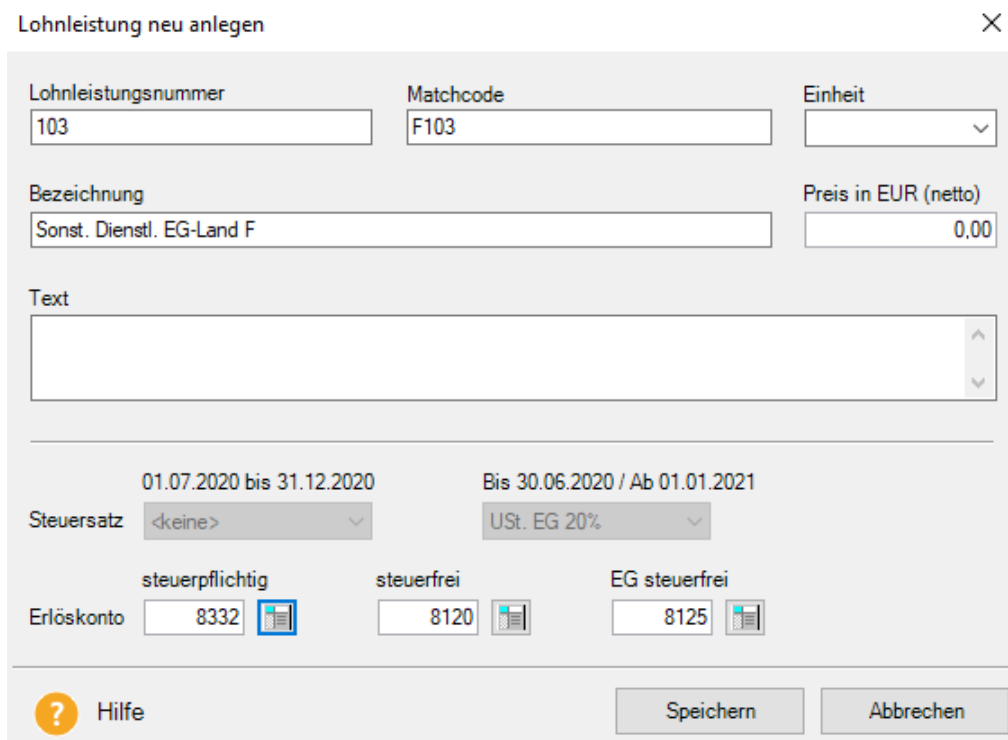 Lohnleistung neu anlegen
Lohnleistungsnummer Matchcode Einheit
103 F103
Bezeichnung Preis in EUR (netto)
Sonst. Dienstl. EG-Land F 0,00
Text
01.07.2020 bis 31.12.2020 Bis 30.06.2020 / Ab 01.01.2021
Steuersatz <keine> USt. EG 20%
steuerpflichtig steuerfrei EG steuerfrei
Erlöskonto 8332 8120 8125
? Hilfe Speichern Abbrechen